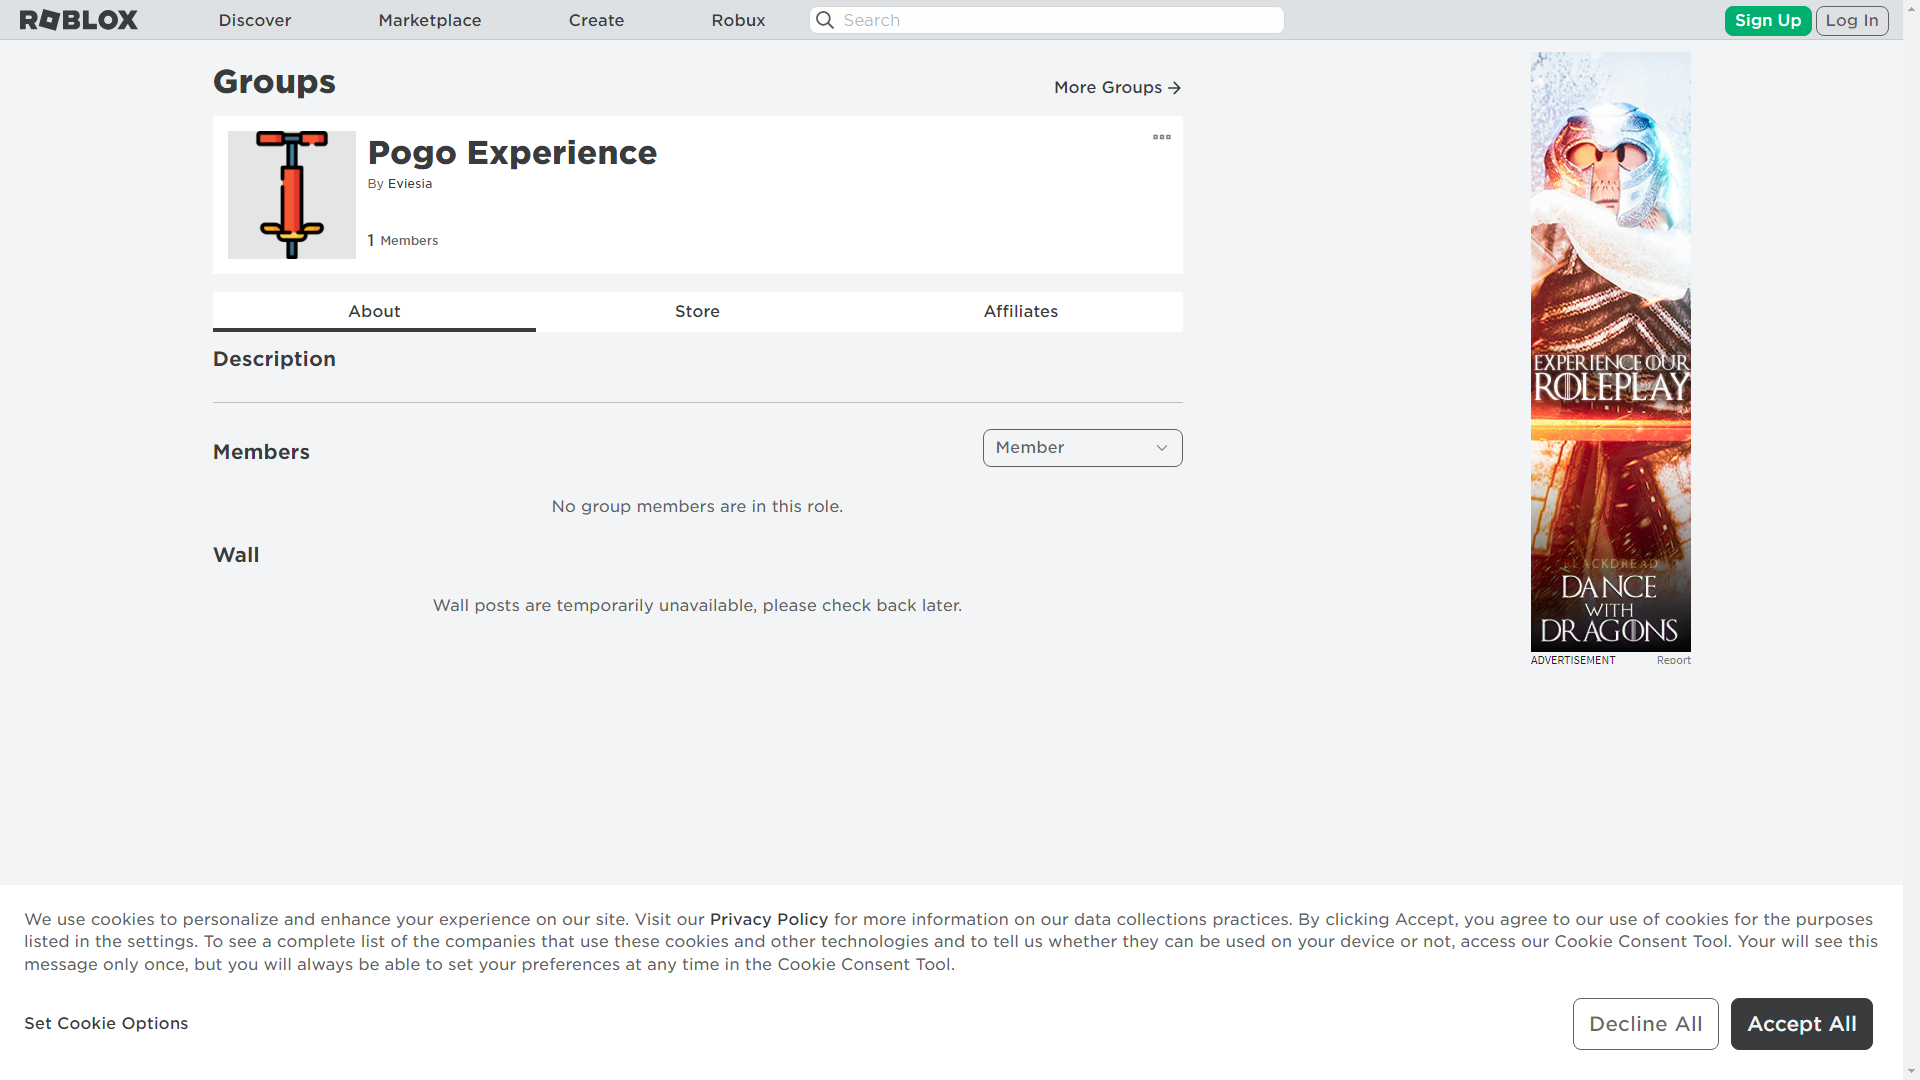 ROBLOX
Discover
Marketplace
Create
Robux
Search
Sign Up
Log In
Groups
More Groups
Pogo Experience
By Eviesia
1 Members
About
Store
Affiliates
Description
Members
Member
No group members are in this role.
Wall
Wall posts are temporarily unavailable, please check back later.
EXPERIENCE OUR
ROLEPLAY
BLACKDREAD
DANCE
WITH
DRAGONS
ADVERTISEMENT
Report
We use cookies to personalize and enhance your experience on our site. Visit our Privacy Policy for more information on our data collections practices. By clicking Accept, you agree to our use of cookies for the purposes
listed in the settings. To see a complete list of the companies that use these cookies and other technologies and to tell us whether they can be used on your device or not, access our Cookie Consent Tool. Your will see this
message only once, but you will always be able to set your preferences at any time in the Cookie Consent Tool.
Set Cookie Options
Decline All
Accept All